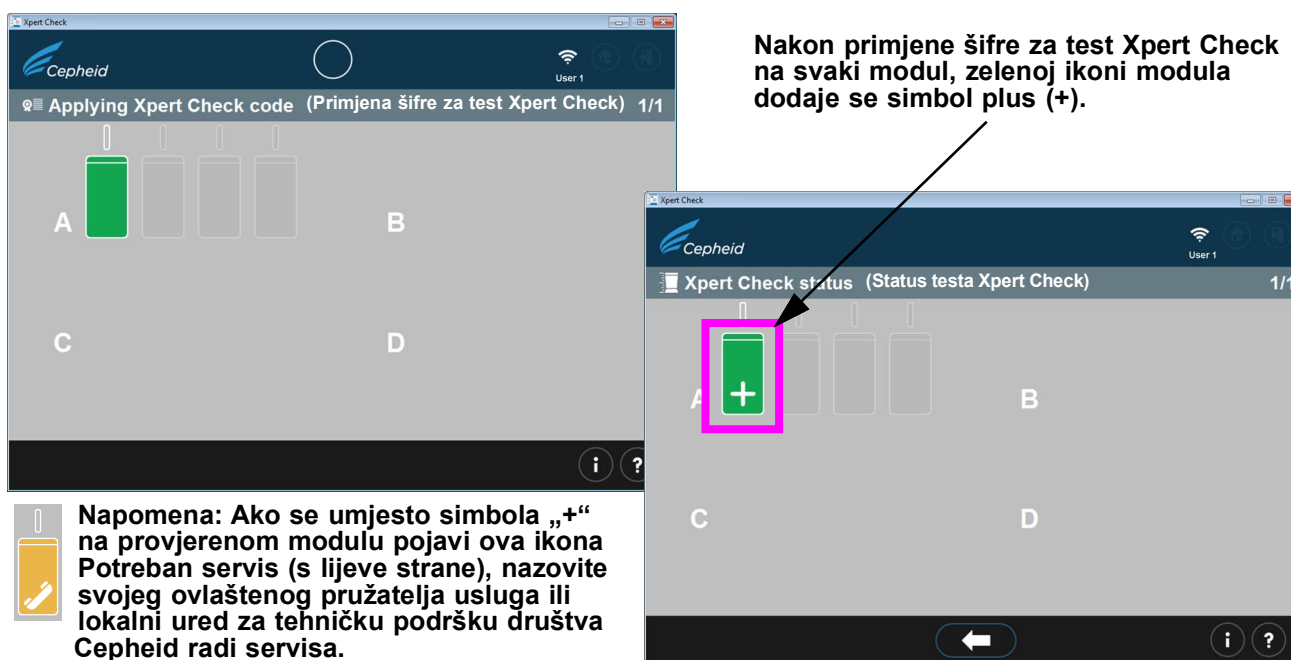 Xpert Check
Cepheid
User 1
Applying Xpert Check code (Primjena šifre za test Xpert Check) 1/1
A
B
C
D
i ?
Nakon primjene šifre za test Xpert Check
na svaki modul, zelenoj ikoni modula
dodaje se simbol plus (+).
Xpert Check
Cepheid
User 1
Xpert Check status (Status testa Xpert Check) 1/1
A
+
B
C
D
i ?
Napomena: Ako se umjesto simbola „+“
na provjerenom modulu pojavi ova ikona
Potreban servis (s lijeve strane), nazovite
svojeg ovlaštenog pružatelja usluga ili
lokalni ured za tehničku podršku društva
Cepheid radi servisa.